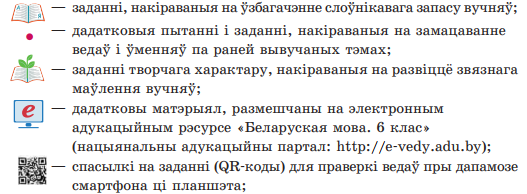 — заданні, накіраваныя на ўзбагачэнне слоўнікавага запасу вучняў;
— дадатковыя пытанні і заданні, накіраваныя на замацаванне
ведаў і ўменняў па раней вывучаных тэмах;
— заданні творчага характару, накіраваныя на развіццё звязнага
маўлення вучняў;
e — дадатковы матэрыял, размешчаны на электронным
адукацыйным рэсурсе «Беларуская мова. 6 клас»
(нацыянальны адукацыйны партал: http://e-vedy.adu.by);
— спасылкі на заданні (QR-коды) для праверкі ведаў пры дапамозе
смартфона ці планшэта;